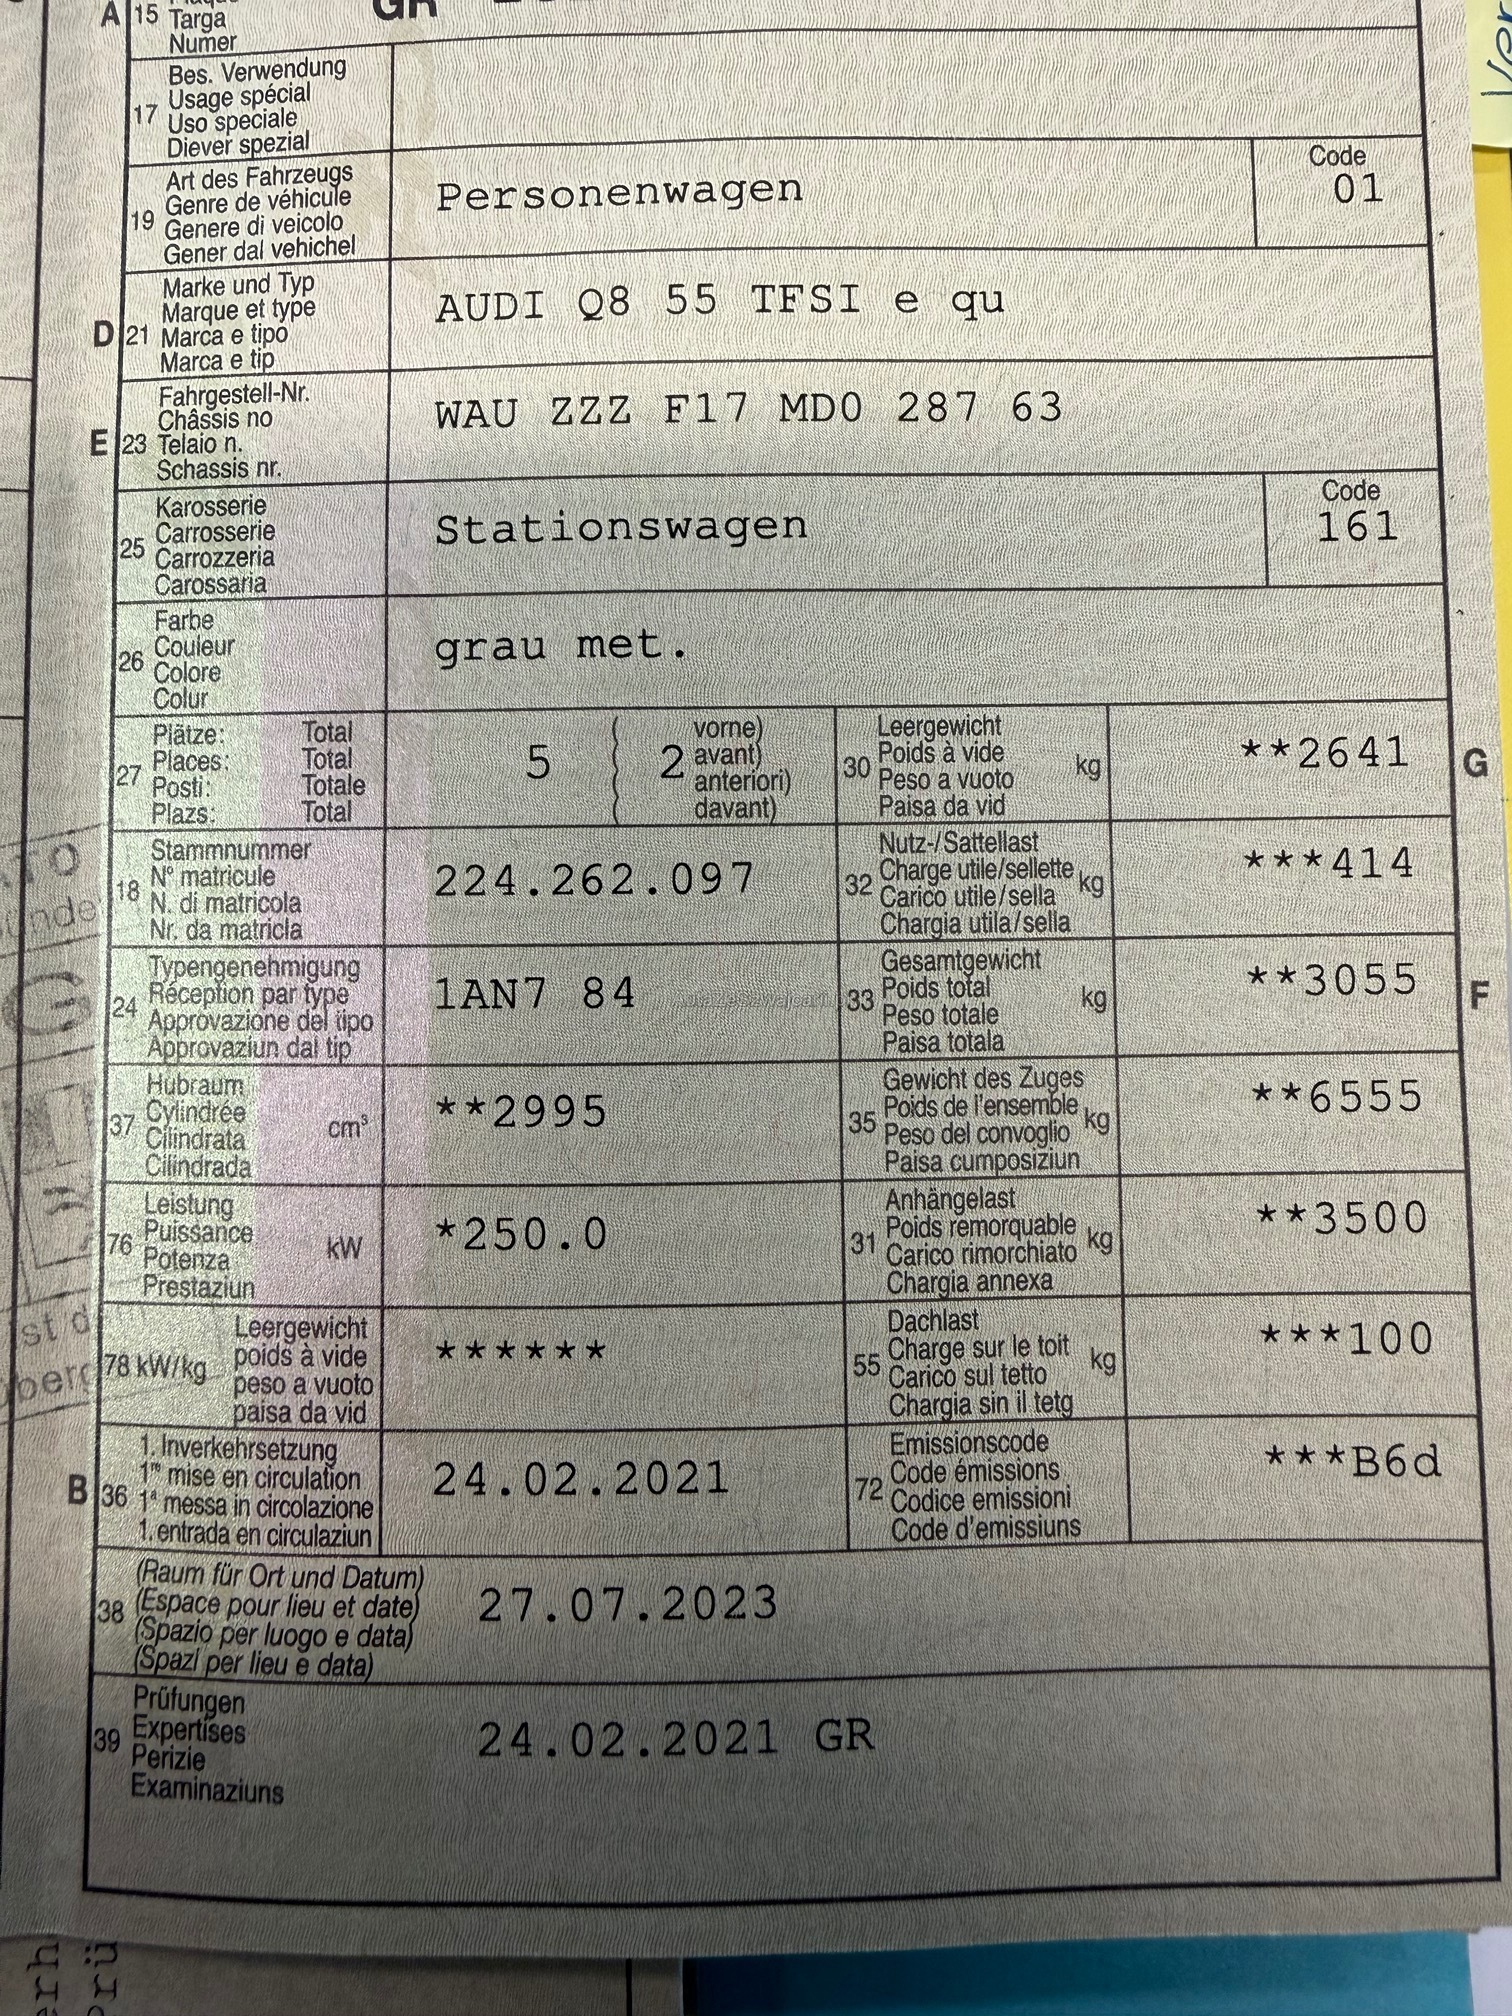 A 15 Targa
Numer
GR
17 Bes. Verwendung
Usage spécial
Uso speciale
Diever spezial
19 Art des Fahrzeugs
Genre de véhicule
Genere di veicolo
Gener dal vehichel
Personenwagen
Code
01
D 21 Marke und Typ
Marque et type
Marca e tipo
Marca e tip
AUDI Q8 55 TFSI e qu
E 23 Fahrgestell-Nr.
Châssis no
Telaio n.
Schassis nr.
WAU ZZZ F17 MD0 287 63
25 Karosserie
Carrosserie
Carrozzeria
Carossaria
Stationswagen
Code
161
26 Farbe
Couleur
Colore
Colur
grau met.
27 Plätze: Total
Places: Total
Posti: Totale
Plazs: Total
5 ( 2 vorne)
avant)
anteriori)
davant)
30 Leergewicht
Poids à vide kg
Peso a vuoto
Paisa da vid
**2641 G
18 Stammnummer
N° matricule
N. di matricola
Nr. da matricla
224.262.097
32 Nutz-/Sattellast
Charge utile/sellette kg
Carico utile/sella
Chargia utila/sella
***414
24 Typengenehmigung
Réception par type
Approvazione del tipo
Approvaziun dal tip
1AN7 84
33 Gesamtgewicht
Poids total kg
Peso totale
Paisa totala
**3055 F
37 Hubraum
Cylindrée cm³
Cilindrata
Cilindrada
**2995
35 Gewicht des Zuges
Poids de l'ensemble kg
Peso del convoglio
Paisa cumposiziun
**6555
76 Leistung
Puissance kW
Potenza
Prestaziun
*250.0
31 Anhängelast
Poids remorquable kg
Carico rimorchiato
Chargia annexa
**3500
78 kW/kg Leergewicht
poids à vide
peso a vuoto
paisa da vid
******
55 Dachlast
Charge sur le toit kg
Carico sul tetto
Chargia sin il tetg
***100
B 36 1. Inverkehrsetzung
1re mise en circulation
1a messa in circolazione
1. entrada en circulaziun
24.02.2021
72 Emissionscode
Code émissions
Codice emissioni
Code d'emissiuns
***B6d
38 (Raum für Ort und Datum)
(Espace pour lieu et date)
(Spazio per luogo e data)
(Spazi per lieu e data)
27.07.2023
39 Prüfungen
Expertises
Perizie
Examinaziuns
24.02.2021 GR